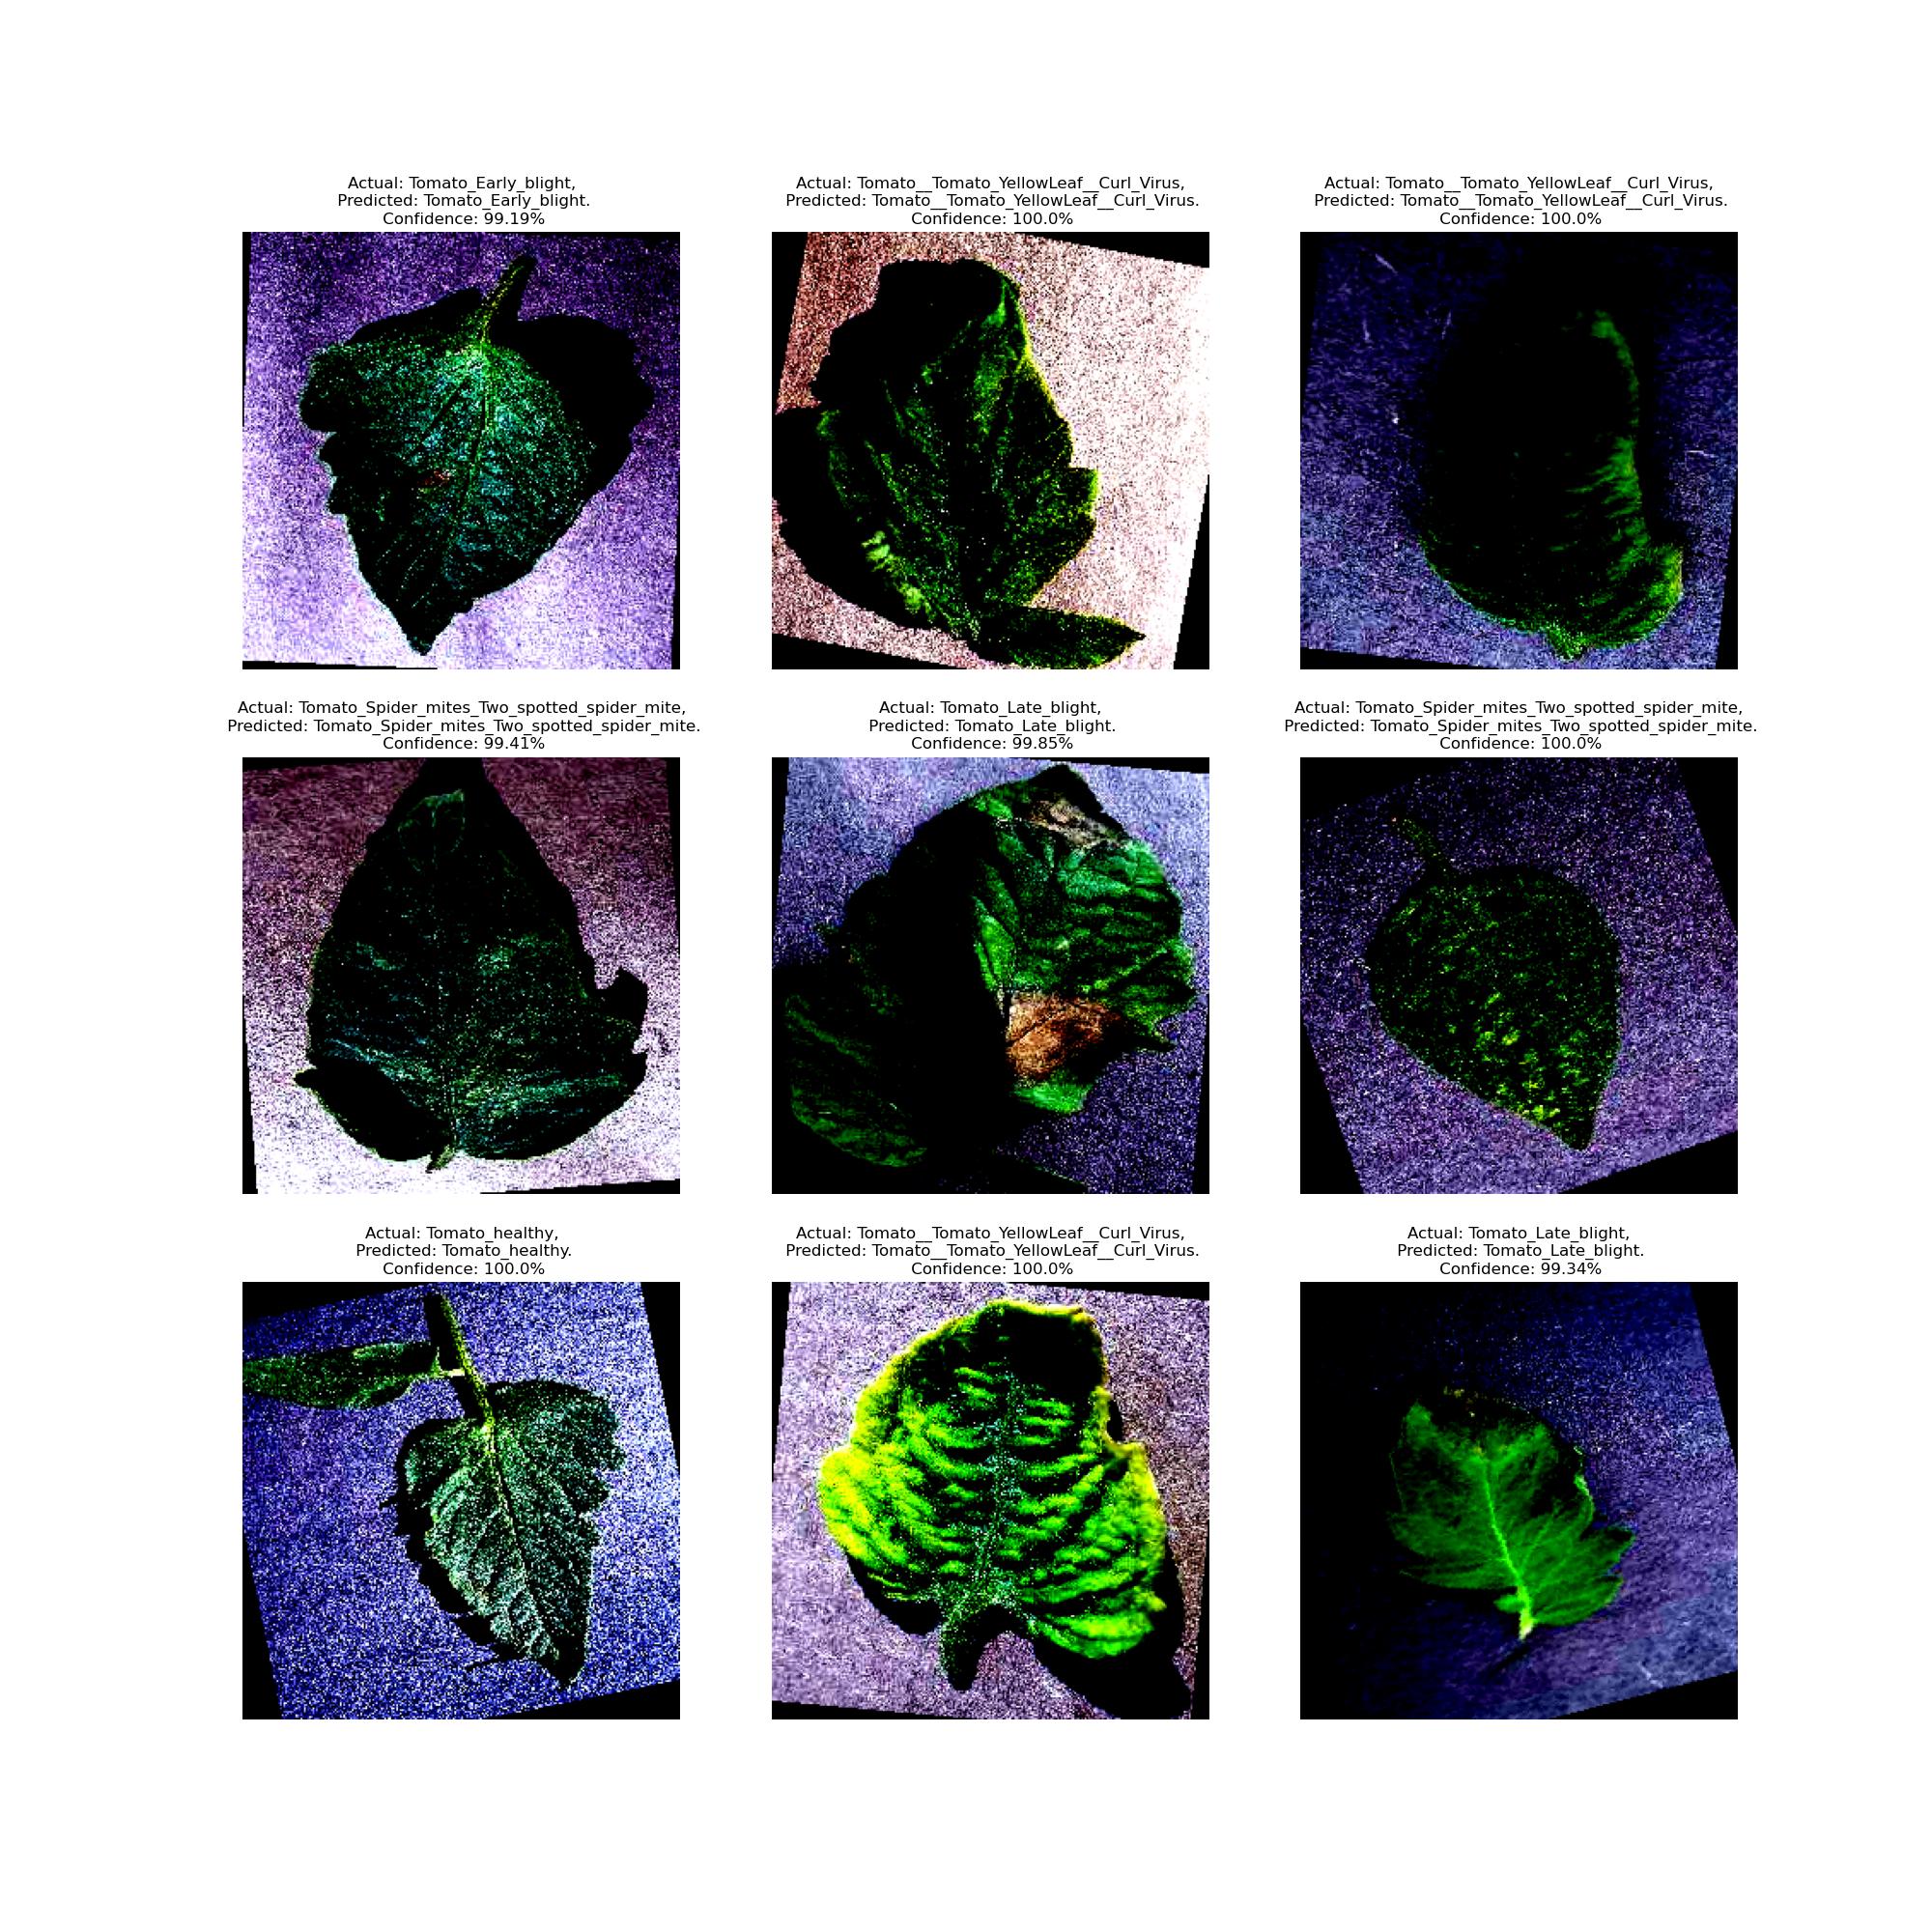 Actual: Tomato_Early_blight,
Predicted: Tomato_Early_blight.
Confidence: 99.19%
Actual: Tomato__Tomato_YellowLeaf__Curl_Virus,
Predicted: Tomato__Tomato_YellowLeaf__Curl_Virus.
Confidence: 100.0%
Actual: Tomato__Tomato_YellowLeaf__Curl_Virus,
Predicted: Tomato__Tomato_YellowLeaf__Curl_Virus.
Confidence: 100.0%
Actual: Tomato_Spider_mites_Two_spotted_spider_mite,
Predicted: Tomato_Spider_mites_Two_spotted_spider_mite.
Confidence: 99.41%
Actual: Tomato_Late_blight,
Predicted: Tomato_Late_blight.
Confidence: 99.85%
Actual: Tomato_Spider_mites_Two_spotted_spider_mite,
Predicted: Tomato_Spider_mites_Two_spotted_spider_mite.
Confidence: 100.0%
Actual: Tomato_healthy,
Predicted: Tomato_healthy.
Confidence: 100.0%
Actual: Tomato__Tomato_YellowLeaf__Curl_Virus,
Predicted: Tomato__Tomato_YellowLeaf__Curl_Virus.
Confidence: 100.0%
Actual: Tomato_Late_blight,
Predicted: Tomato_Late_blight.
Confidence: 99.34%